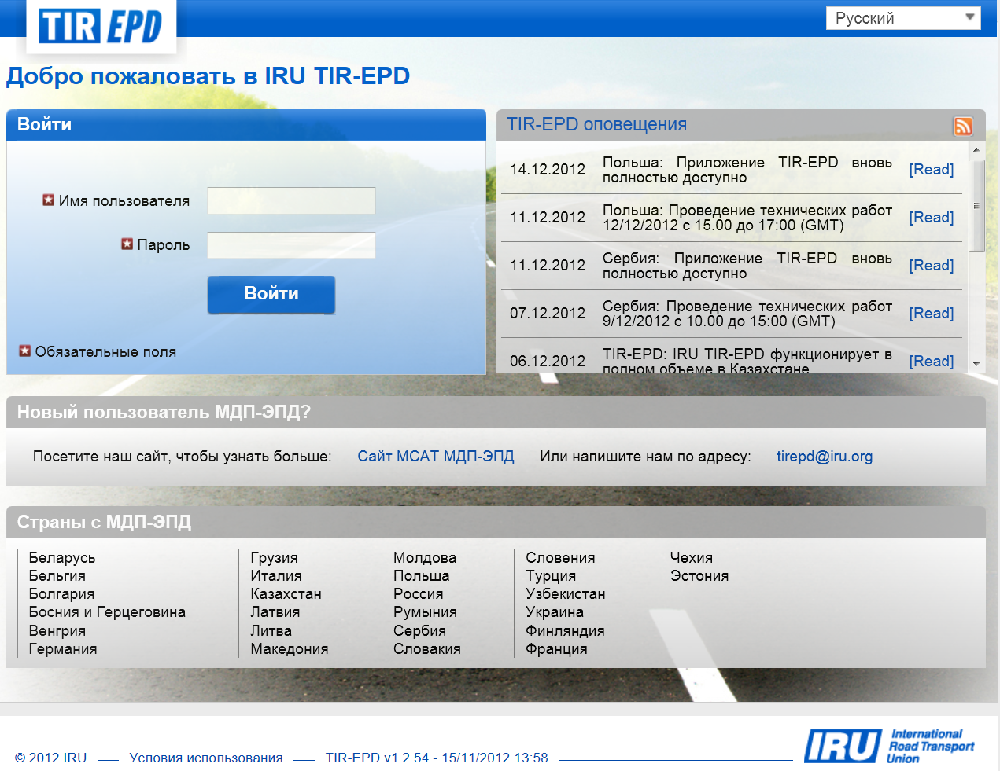 TIR EPD
Русский
Добро пожаловать в IRU TIR-EPD
Войти
Имя пользователя
Пароль
Войти
Обязательные поля
TIR-EPD оповещения
14.12.2012 Польша: Приложение TIR-EPD вновь [Read]
полностью доступно
11.12.2012 Польша: Проведение технических работ [Read]
12/12/2012 с 15.00 до 17:00 (GMT)
11.12.2012 Сербия: Приложение TIR-EPD вновь [Read]
полностью доступно
07.12.2012 Сербия: Проведение технических работ [Read]
9/12/2012 с 10.00 до 15:00 (GMT)
06.12.2012 TIR-EPD: IRU TIR-EPD функционирует в [Read]
полном объеме в Казахстане
Новый пользователь МДП-ЭПД?
Посетите наш сайт, чтобы узнать больше: Сайт МСАТ МДП-ЭПД Или напишите нам по адресу: tirepd@iru.org
Страны с МДП-ЭПД
Беларусь
Бельгия
Болгария
Босния и Герцеговина
Венгрия
Германия
Грузия
Италия
Казахстан
Латвия
Литва
Македония
Молдова
Польша
Россия
Румыния
Сербия
Словакия
Словения
Турция
Узбекистан
Украина
Финляндия
Франция
Чехия
Эстония
© 2012 IRU Условия использования TIR-EPD v1.2.54 - 15/11/2012 13:58
IRU International
Road Transport
Union